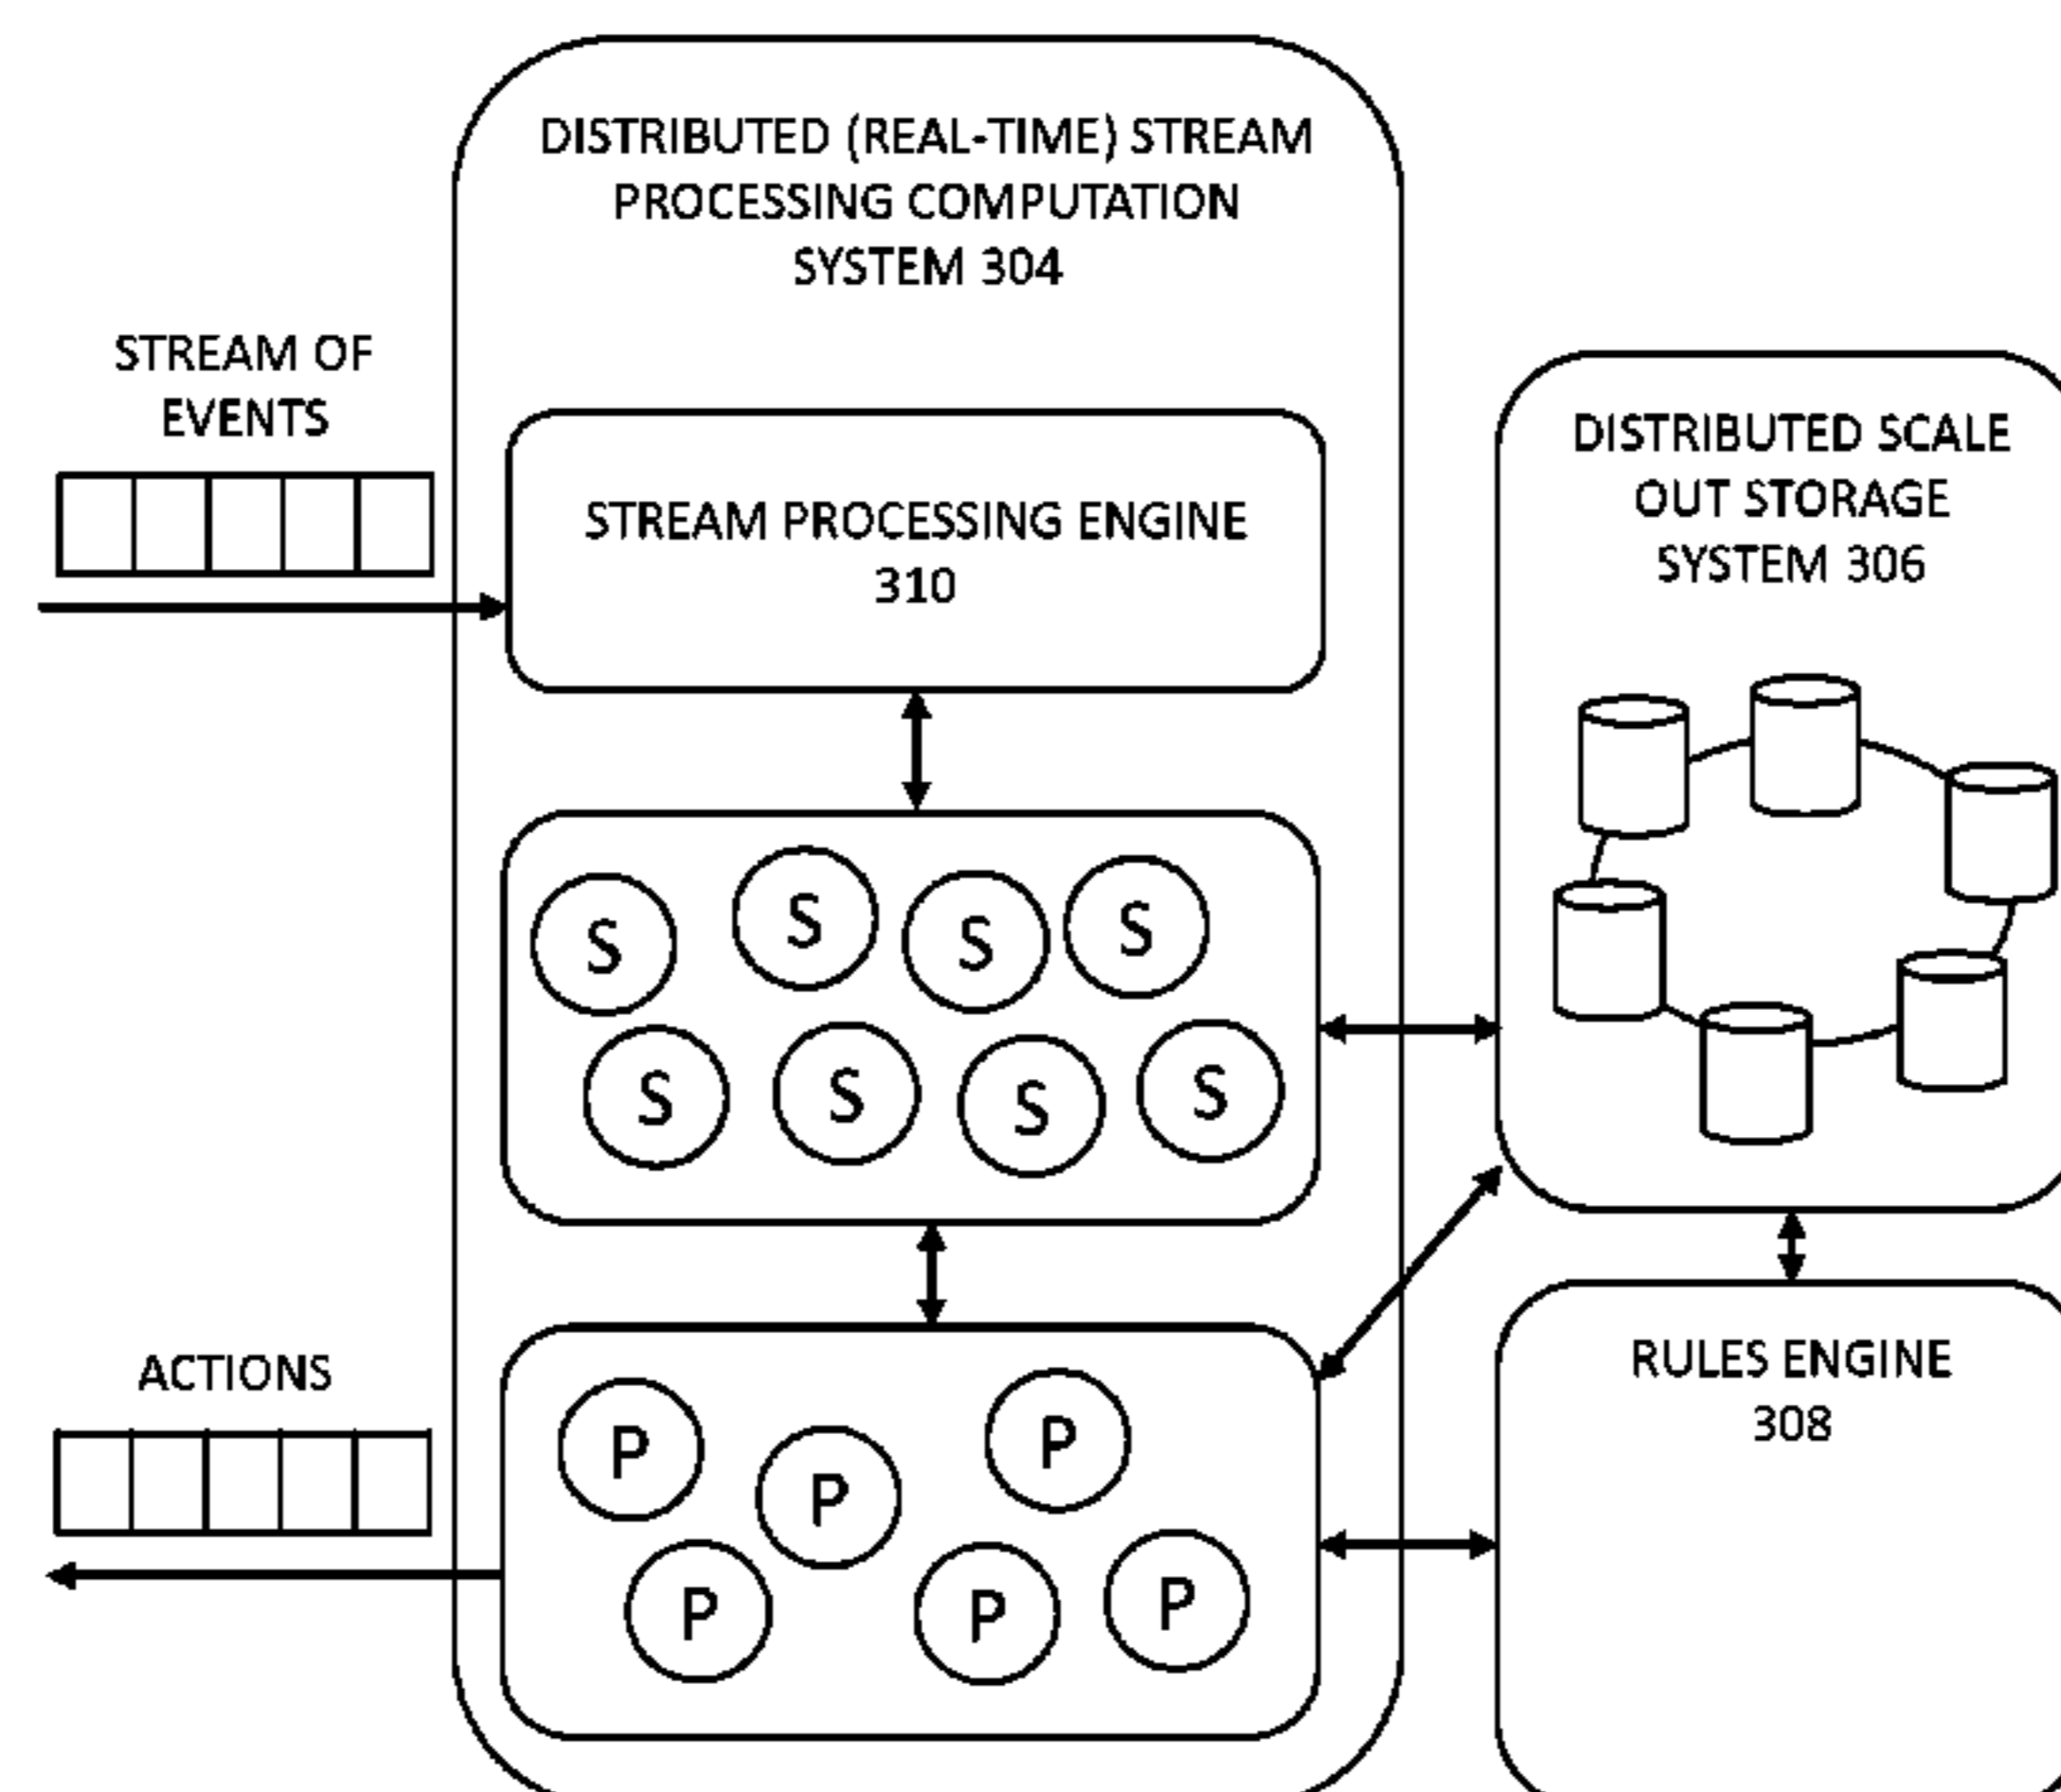 DISTRIBUTED (REAL-TIME) STREAM
PROCESSING COMPUTATION
SYSTEM 304
STREAM OF
EVENTS
STREAM PROCESSING ENGINE
310
DISTRIBUTED SCALE
OUT STORAGE
SYSTEM 306
S S S S
S S S S
ACTIONS
P P P
P P P
RULES ENGINE
308